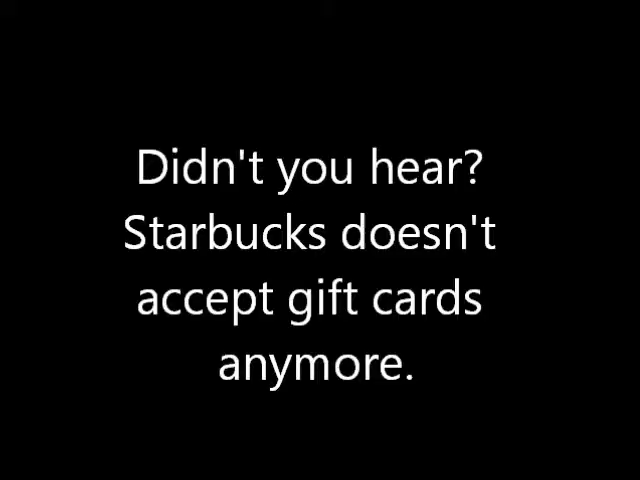 Didn't you hear?
Starbucks doesn't
accept gift cards
anymore.